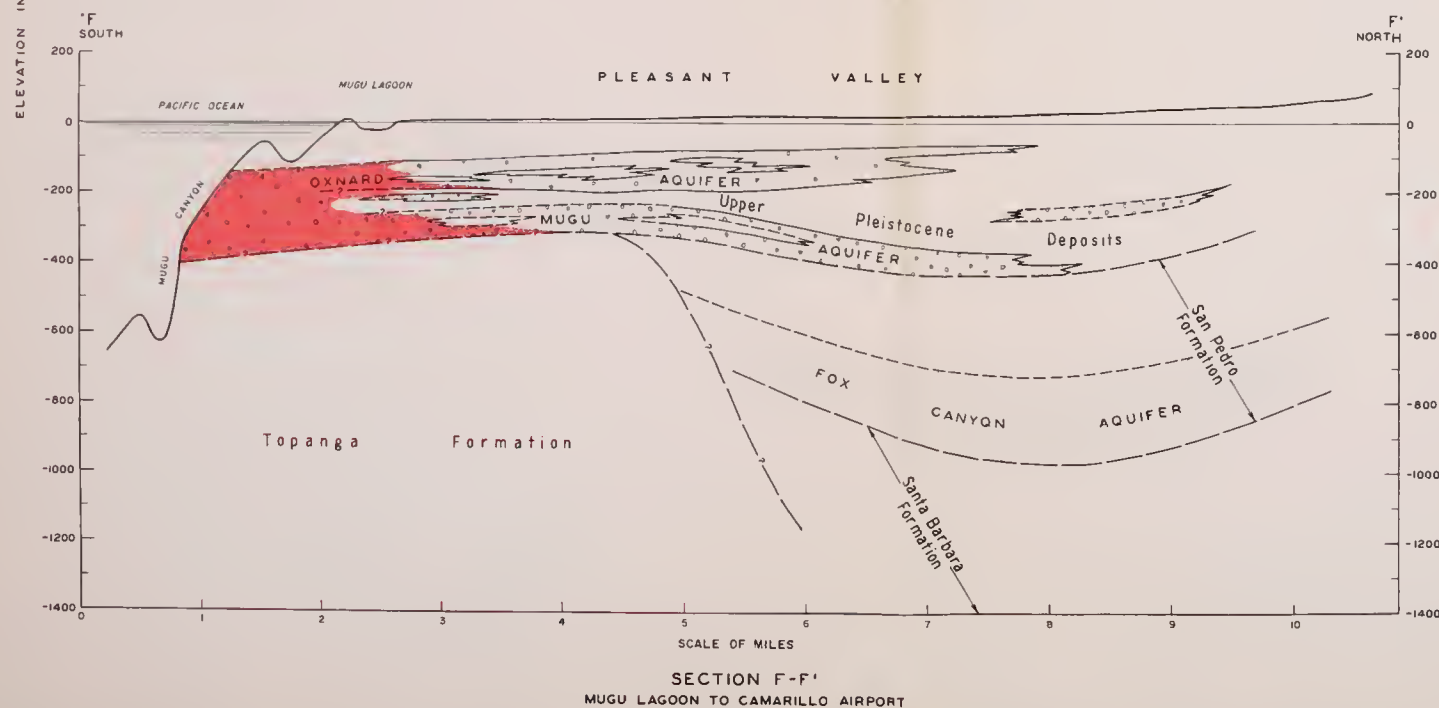 ELEVATION IN
F
SOUTH
F'
NORTH
200
0
-200
-400
-600
-800
-1000
-1200
-1400
200
0
-200
-400
-600
-800
-1000
-1200
-1400
PLEASANT VALLEY
MUGU LAGOON
PACIFIC OCEAN
MUGU CANYON
OXNARD AQUIFER
?
?
MUGU AQUIFER
Upper Pleistocene Deposits
San Pedro
Formation
FOX CANYON AQUIFER
?
?
Topanga Formation
Santa Barbara
Formation
0 1 2 3 4 5 6 7 8 9 10
SCALE OF MILES
SECTION F-F'
MUGU LAGOON TO CAMARILLO AIRPORT